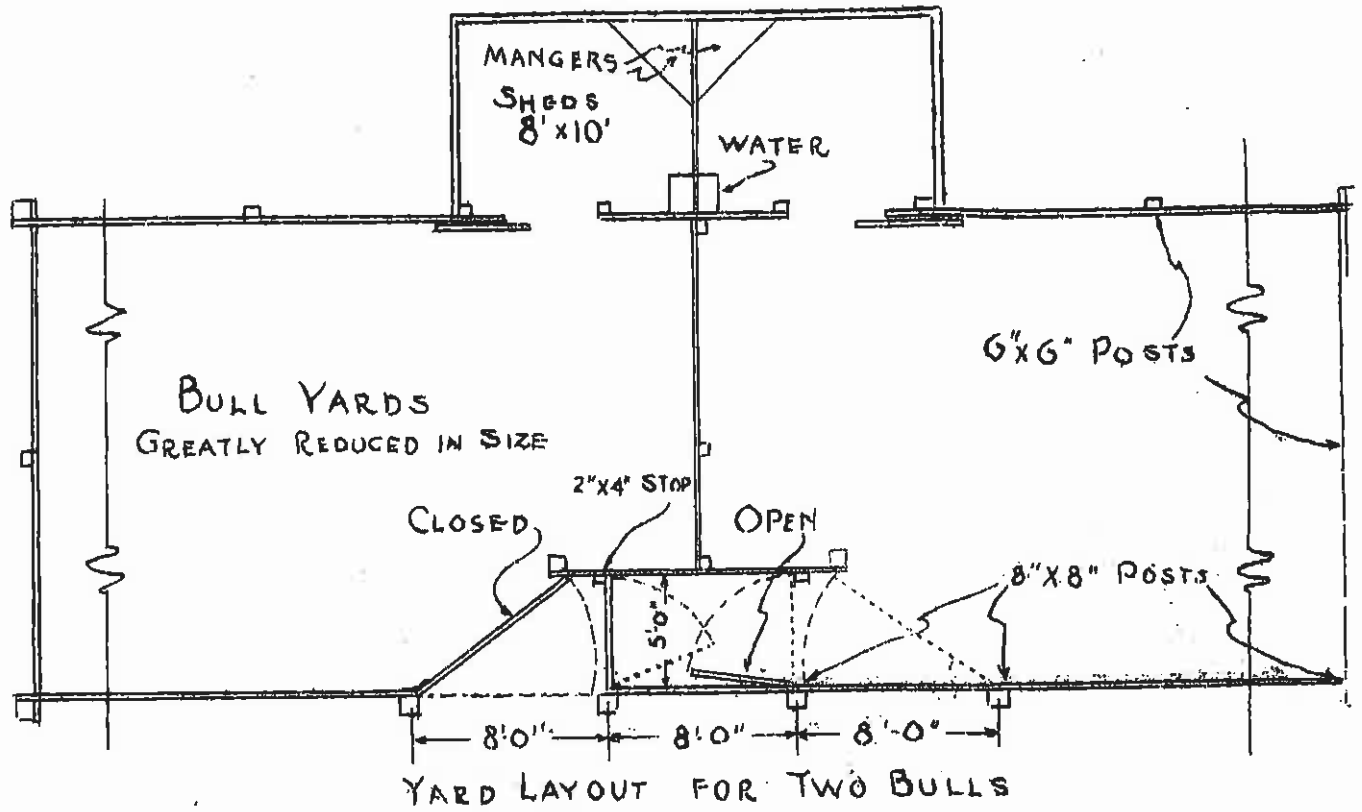 MANGERS
SHEDS
8'x10'
WATER
6"x6" POSTS
BULL YARDS
GREATLY REDUCED IN SIZE
2"x4" STOP
CLOSED
OPEN
8"x8" POSTS
5'0"
8'0" 8'0" 8'-0"
YARD LAYOUT FOR TWO BULLS